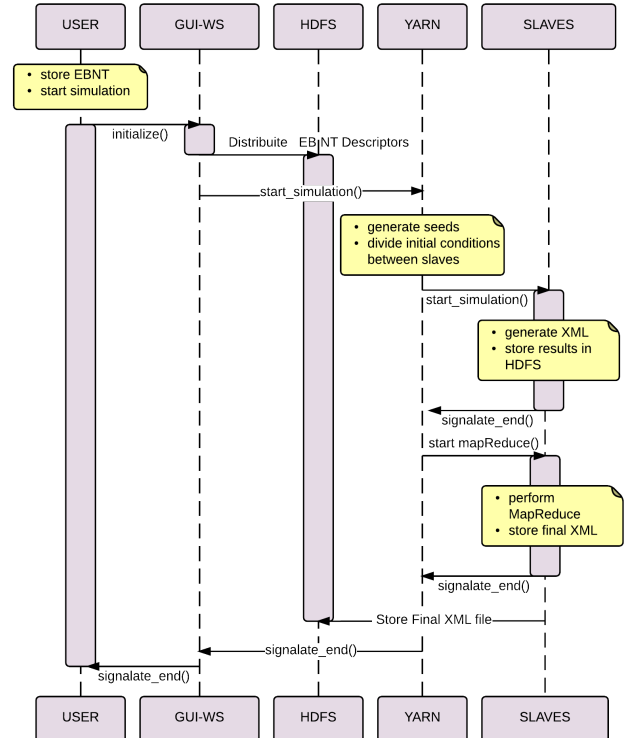 USER GUI-WS HDFS YARN SLAVES
• store EBNT
• start simulation
initialize()
Distribuite EBNT Descriptors
start_simulation()
• generate seeds
• divide initial conditions
between slaves
start_simulation()
• generate XML
• store results in
HDFS
signalate_end()
start mapReduce()
• perform
MapReduce
• store final XML
signalate_end()
Store Final XML file
signalate_end()
signalate_end()
USER GUI-WS HDFS YARN SLAVES